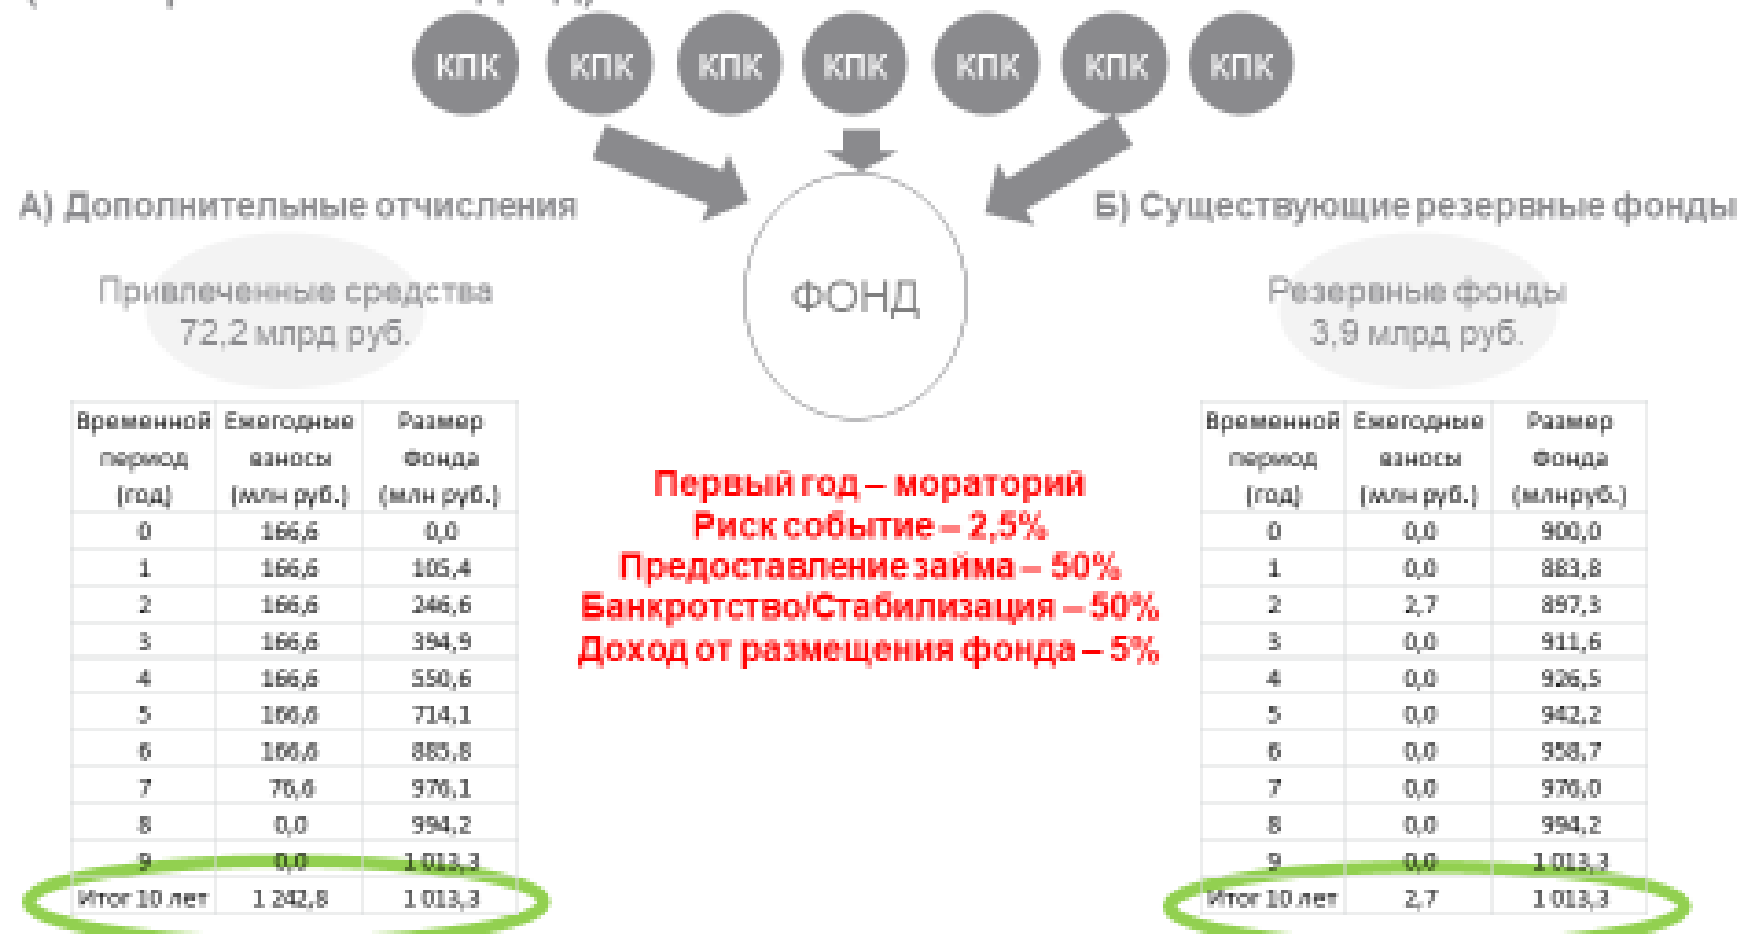 КПК КПК КПК КПК КПК КПК КПК
А) Дополнительные отчисления
Б) Существующие резервные фонды
Привлеченные средства
72,2 млрд руб.
ФОНД
Резервные фонды
3,9 млрд руб.
Временной период (год) Ежегодные взносы (млн руб.) Размер Фонда (млн руб.)
0 166,6 0,0
1 166,6 105,4
2 166,6 246,6
3 166,6 394,9
4 166,6 550,6
5 166,6 714,1
6 166,6 885,8
7 76,6 976,1
8 0,0 994,2
9 0,0 1 013,3
Итог 10 лет 1 242,8 1 013,3
Первый год – мораторий
Риск событие – 2,5%
Предоставление займа – 50%
Банкротство/Стабилизация – 50%
Доход от размещения фонда – 5%
Временной период (год) Ежегодные взносы (млн руб.) Размер Фонда (млнруб.)
0 0,0 900,0
1 0,0 883,8
2 2,7 897,3
3 0,0 911,6
4 0,0 926,5
5 0,0 942,2
6 0,0 958,7
7 0,0 976,0
8 0,0 994,2
9 0,0 1 013,3
Итог 10 лет 2,7 1 013,3